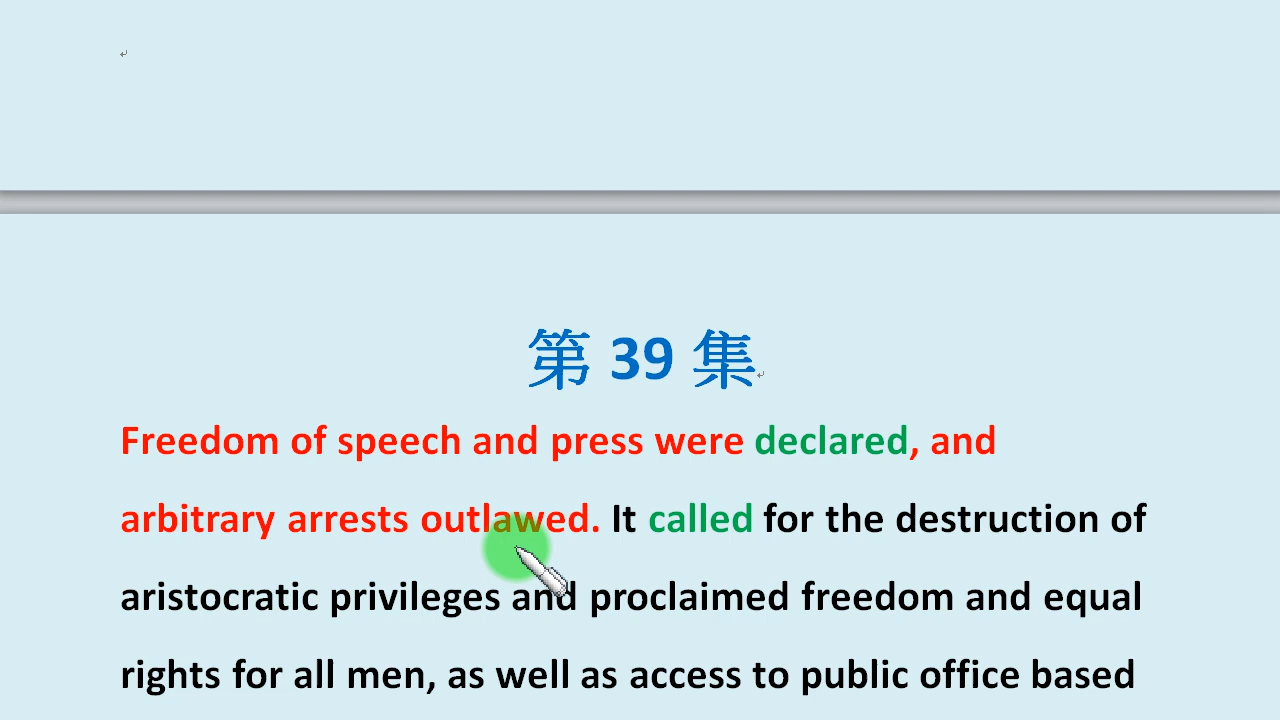 第 39 集
Freedom of speech and press were declared, and
arbitrary arrests outlawed. It called for the destruction of
aristocratic privileges and proclaimed freedom and equal
rights for all men, as well as access to public office based